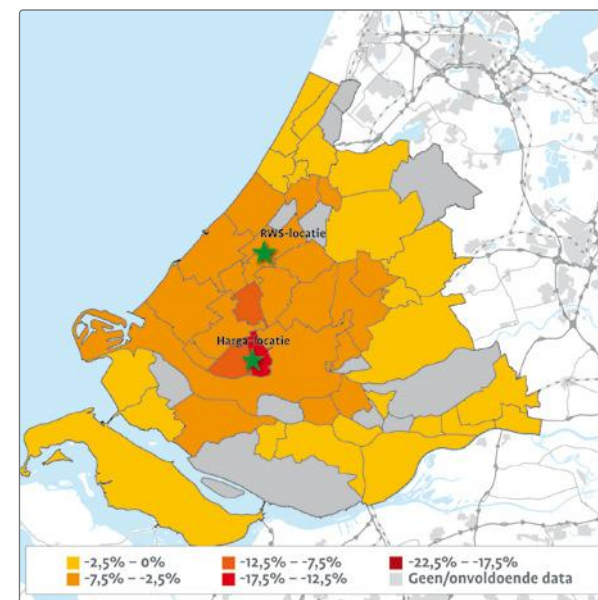 RWS-locatie
Harga-locatie
-2,5% – 0%
-7,5% – -2,5%
-12,5% – -7,5%
-17,5% – -12,5%
-22,5% – -17,5%
Geen/onvoldoende data